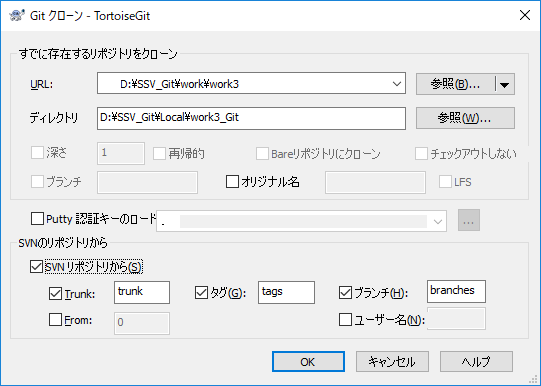 Git クローン - TortoiseGit
すでに存在するリポジトリをクローン
URL: D:¥SSV_Git¥work¥work3 参照(B)...
ディレクトリ D:¥SSV_Git¥Local¥work3_Git 参照(W)...
深さ 1 再帰的 Bareリポジトリにクローン チェックアウトしない
ブランチ オリジナル名 LFS
Putty 認証キーのロード . ...
SVNのリポジトリから
SVN リポジトリから(S)
Trunk: trunk タグ(G): tags ブランチ(H): branches
From: 0 ユーザー名(N):
OK キャンセル ヘルプ